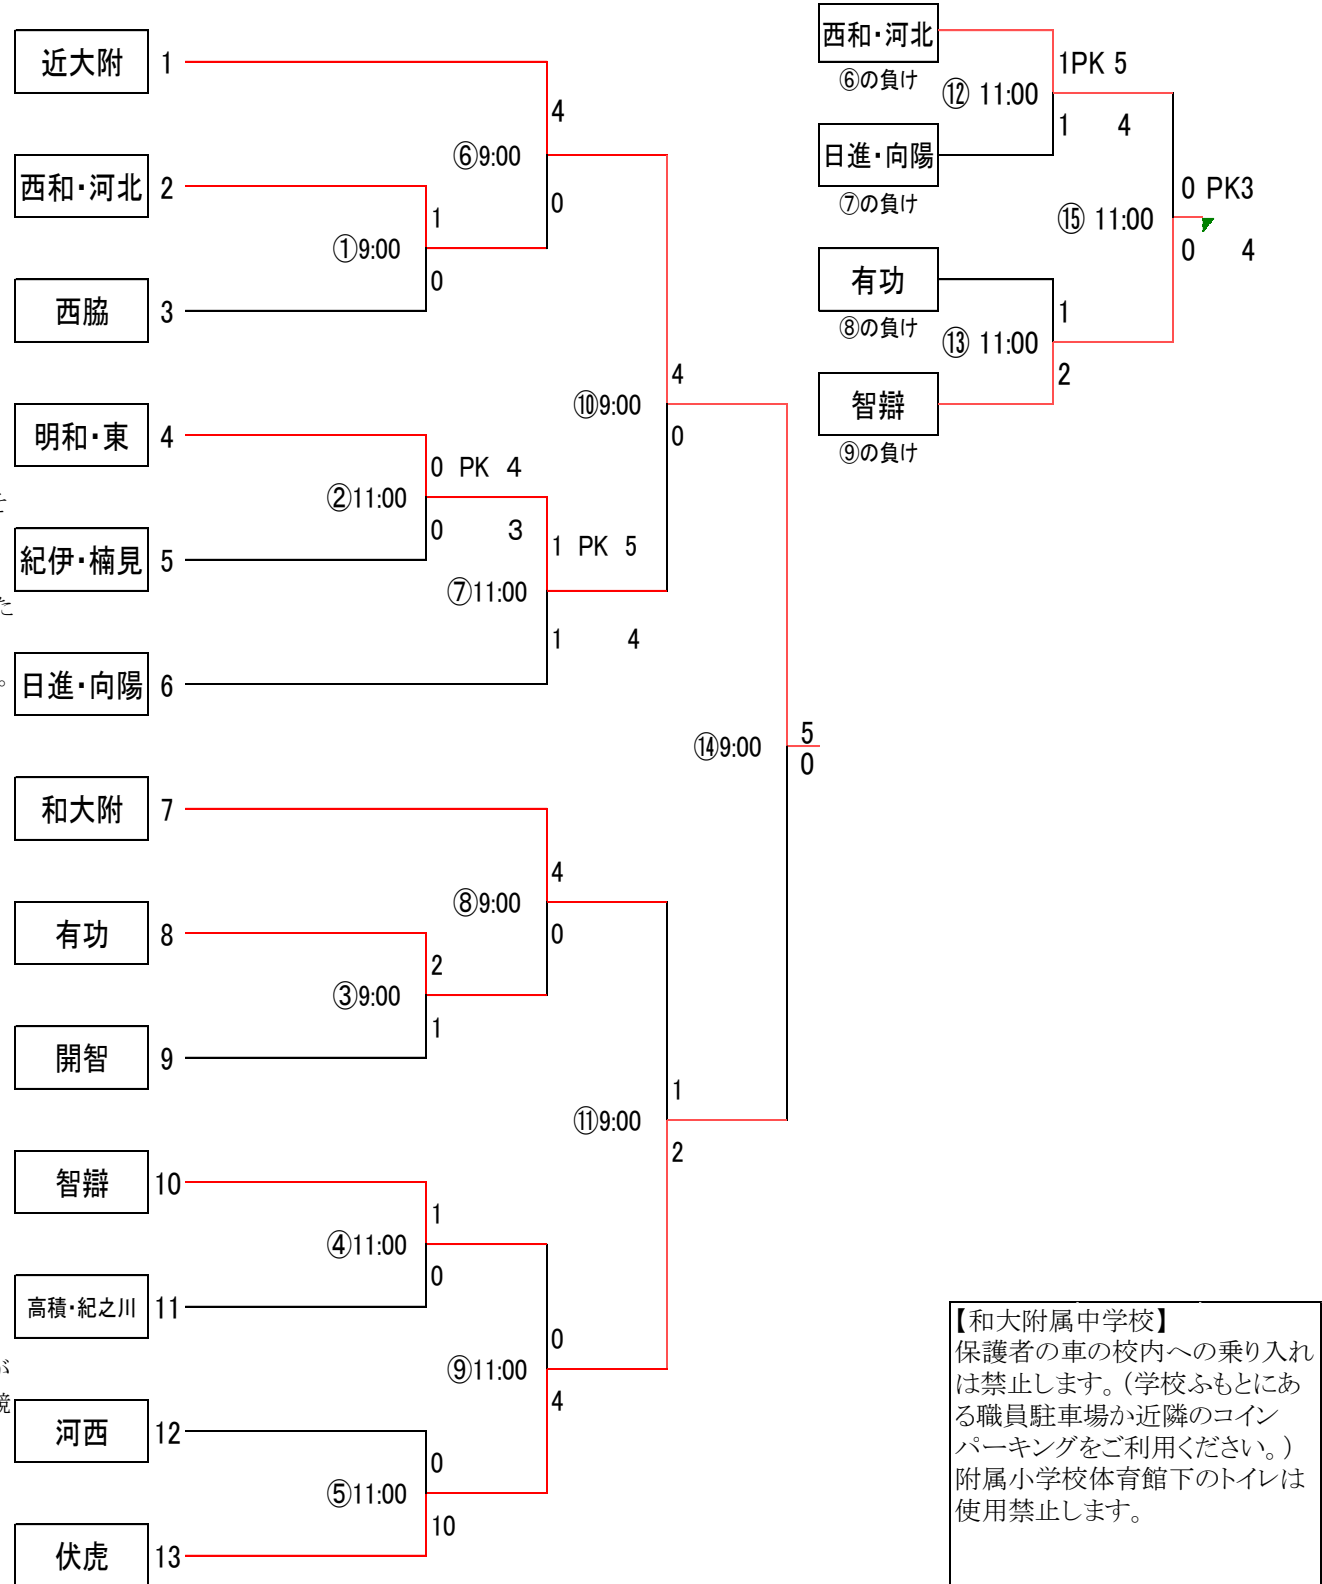 近大附 1
4
⑥9:00
西和・河北 2
0
1
①9:00
0
西脇 3
4
⑩9:00
0
明和・東 4
0 PK 4
②11:00
0 3
紀伊・楠見 5
1 PK 5
⑦11:00
1 4
日進・向陽 6
⑭9:00
5
0
和大附 7
4
⑧9:00
0
有功 8
2
③9:00
1
開智 9
1
⑪9:00
2
智辯 10
1
④11:00
0
高積・紀之川 11
0
⑨11:00
4
河西 12
0
⑤11:00
10
伏虎 13
西和・河北
⑥の負け
1PK 5
⑫ 11:00
1 4
日進・向陽
⑦の負け
0 PK3
⑮ 11:00
0 4
有功
⑧の負け
1
⑬ 11:00
2
智辯
⑨の負け
せ
た
。
が
競
【和大附属中学校】
保護者の車の校内への乗り入れ
は禁止します。（学校ふもとにあ
る職員駐車場か近隣のコイン
パーキングをご利用ください。）
附属小学校体育館下のトイレは
使用禁止します。